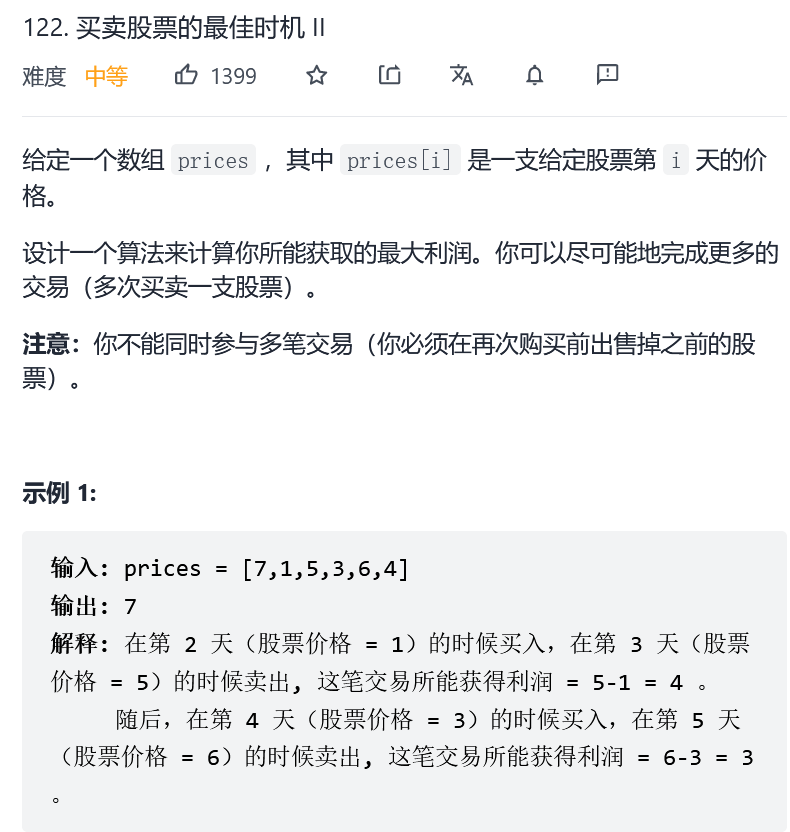 122. 买卖股票的最佳时机 II
难度 中等 1399
给定一个数组 prices ，其中 prices[i] 是一支给定股票第 i 天的价
格。
设计一个算法来计算你所能获取的最大利润。你可以尽可能地完成更多的
交易（多次买卖一支股票）。
注意：你不能同时参与多笔交易（你必须在再次购买前出售掉之前的股
票）。
示例 1:
输入: prices = [7,1,5,3,6,4]
输出: 7
解释: 在第 2 天（股票价格 = 1）的时候买入，在第 3 天（股票
价格 = 5）的时候卖出, 这笔交易所能获得利润 = 5-1 = 4 。
随后，在第 4 天（股票价格 = 3）的时候买入，在第 5 天
（股票价格 = 6）的时候卖出, 这笔交易所能获得利润 = 6-3 = 3
。